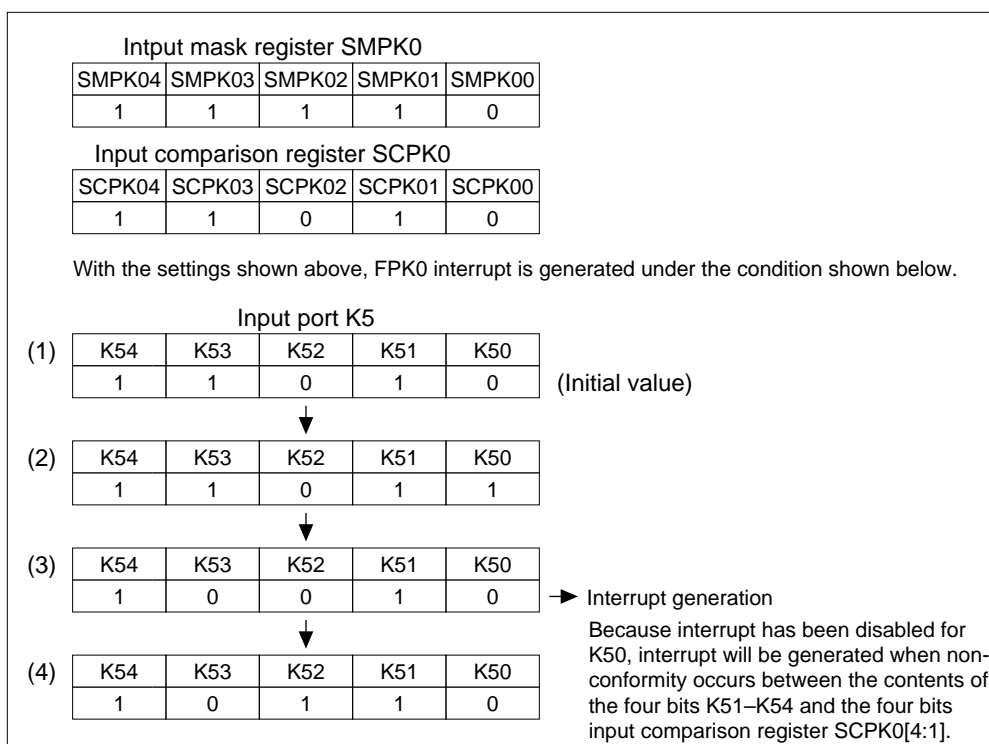 Intput mask register SMPK0
SMPK04 SMPK03 SMPK02 SMPK01 SMPK00
1 1 1 1 0
Input comparison register SCPK0
SCPK04 SCPK03 SCPK02 SCPK01 SCPK00
1 1 0 1 0
With the settings shown above, FPK0 interrupt is generated under the condition shown below.
Input port K5
(1) K54 K53 K52 K51 K50
1 1 0 1 0 (Initial value)
(2) K54 K53 K52 K51 K50
1 1 0 1 1
(3) K54 K53 K52 K51 K50
1 0 0 1 0 Interrupt generation
Because interrupt has been disabled for
K50, interrupt will be generated when non-
conformity occurs between the contents of
the four bits K51–K54 and the four bits
input comparison register SCPK0[4:1].
(4) K54 K53 K52 K51 K50
1 0 1 1 0